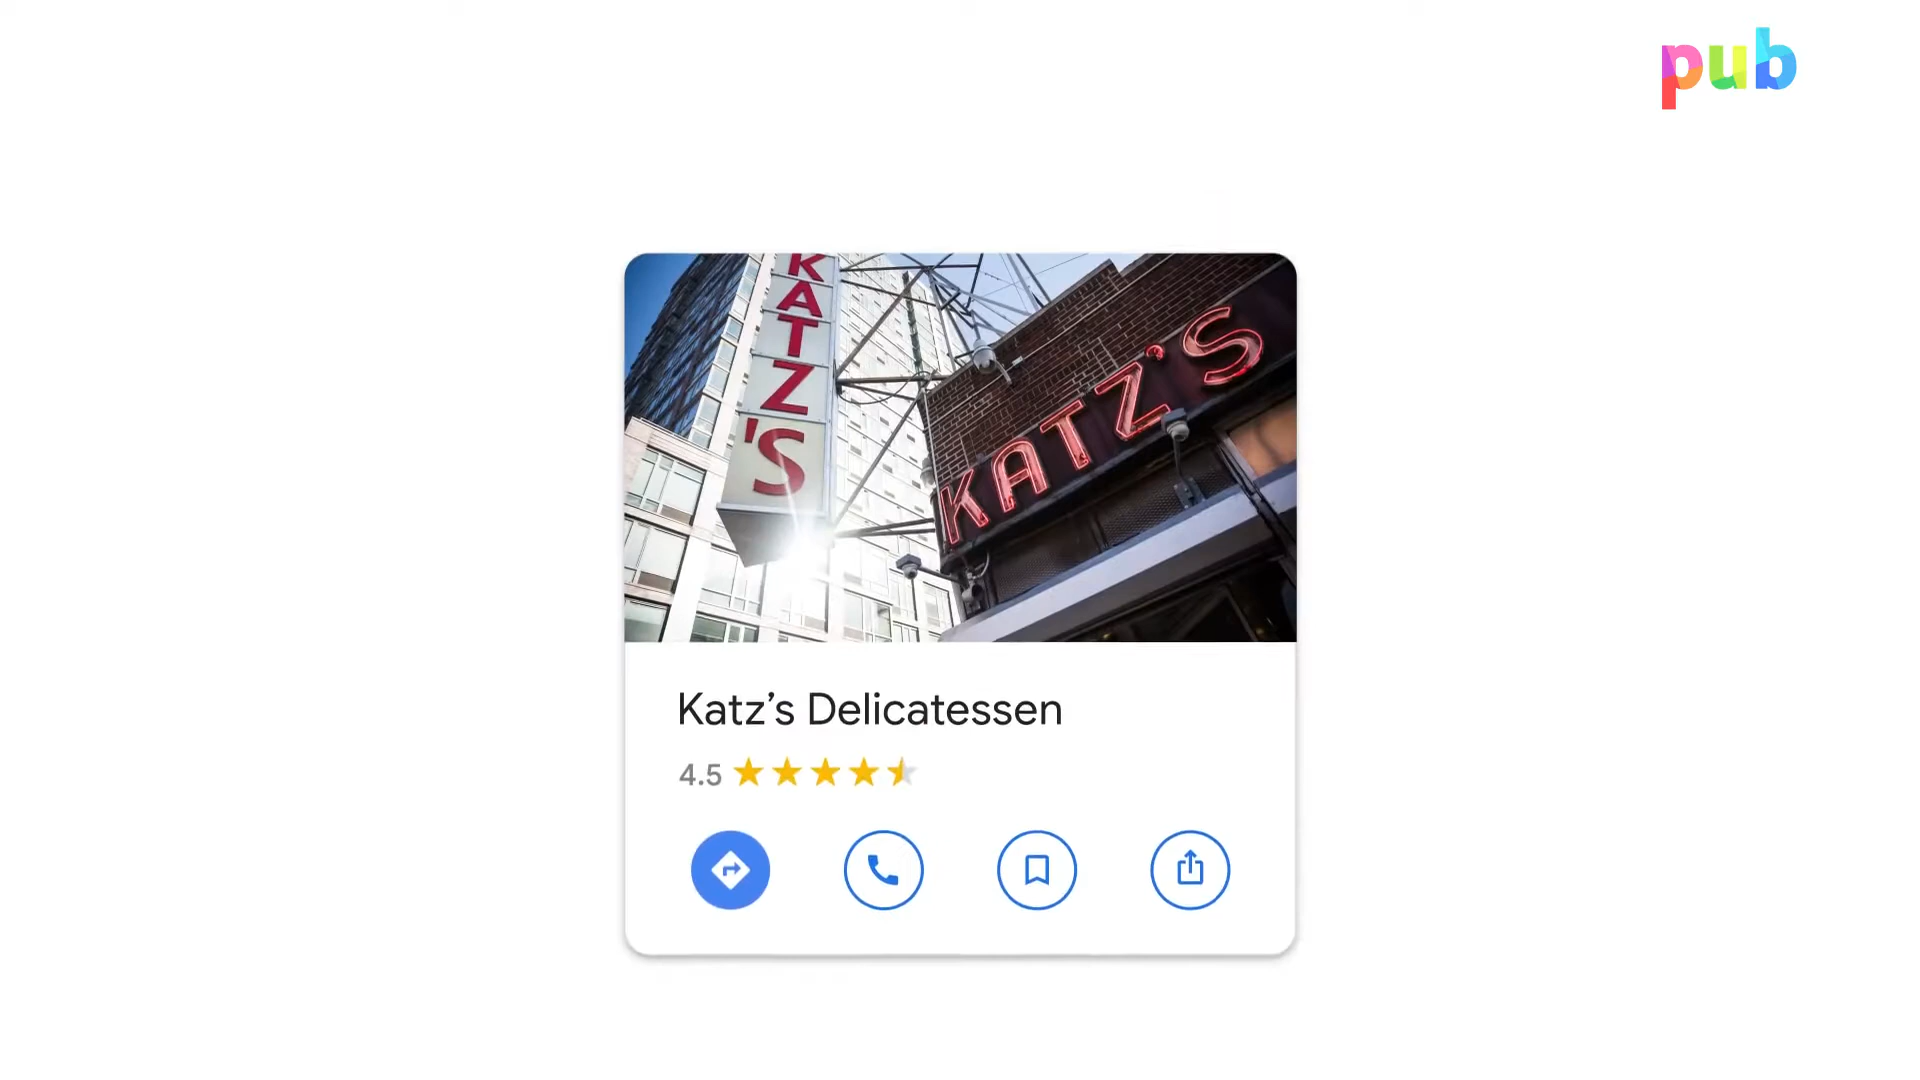 pub
KATZ'S
KATZ'S
Katz’s Delicatessen
4.5